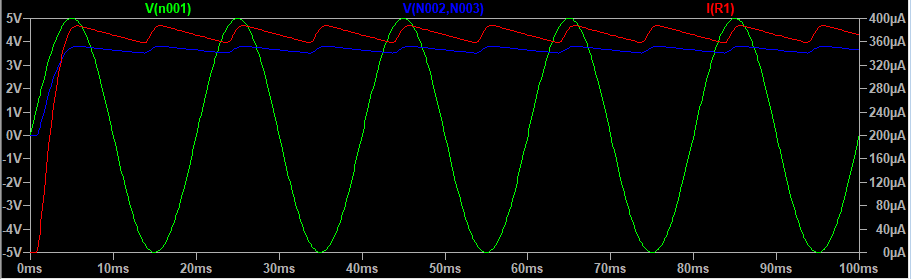 V(n001) V(N002,N003) I(R1)
5V 400µA
4V 360µA
3V 320µA
2V 280µA
1V 240µA
0V 200µA
-1V 160µA
-2V 120µA
-3V 80µA
-4V 40µA
-5V 0µA
0ms 10ms 20ms 30ms 40ms 50ms 60ms 70ms 80ms 90ms 100ms